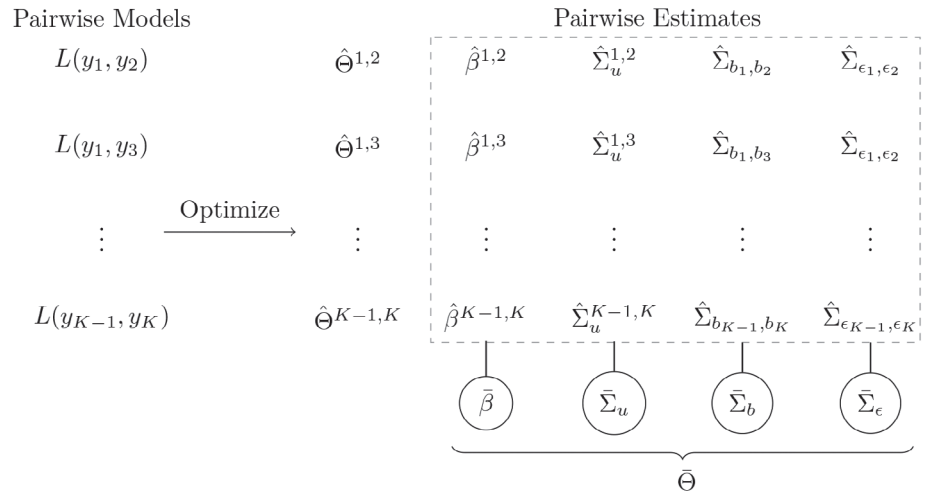 Pairwise Models Pairwise Estimates
L(y₁, y₂) Θ̂^{1,2} β̂^{1,2} Σ̂_u^{1,2} Σ̂_{b₁,b₂} Σ̂_{ϵ₁,ϵ₂}
L(y₁, y₃) Θ̂^{1,3} β̂^{1,3} Σ̂_u^{1,3} Σ̂_{b₁,b₃} Σ̂_{ϵ₁,ϵ₂}
Optimize
⋮ ⋮ ⋮ ⋮ ⋮ ⋮
L(y_{K−1}, y_K) Θ̂^{K−1,K} β̂^{K−1,K} Σ̂_u^{K−1,K} Σ̂_{b_{K−1},b_K} Σ̂_{ϵ_{K−1},ϵ_K}
β̄ Σ̄_u Σ̄_b Σ̄_ϵ
Θ̄